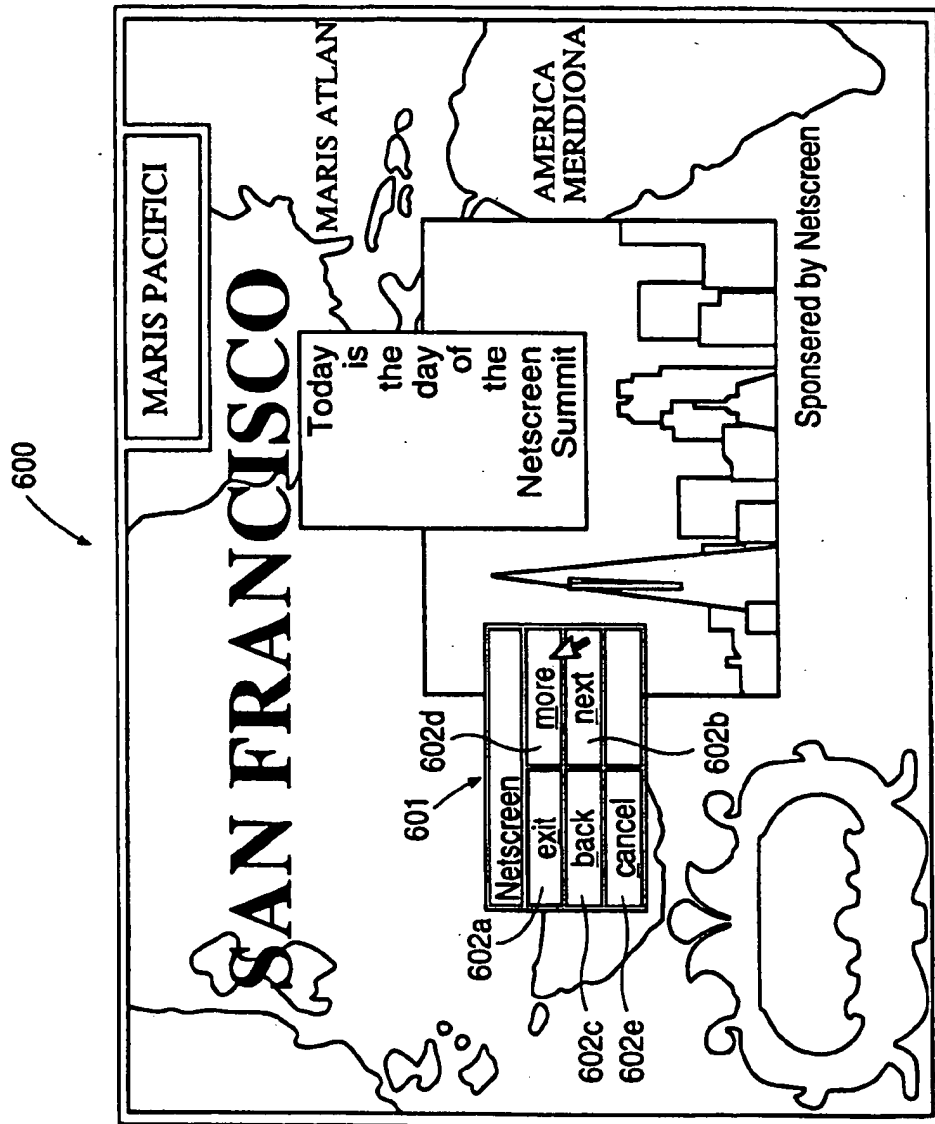 600
MARIS PACIFICI
SAN FRANCISCO
MARIS ATLAN
Today
is
the
day
of
the
Netscreen
Summit
AMERICA
MERIDIONA
601
602d
602a
Netscreen
exit
more
back
next
cancel
602c
602e
602b
Sponsered by Netscreen